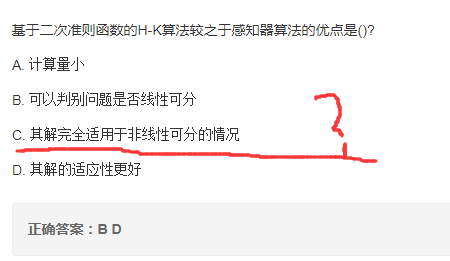 基于二次准则函数的H-K算法较之于感知器算法的优点是()?
A. 计算量小
B. 可以判别问题是否线性可分
C. 其解完全适用于非线性可分的情况
D. 其解的适应性更好
正确答案：B D